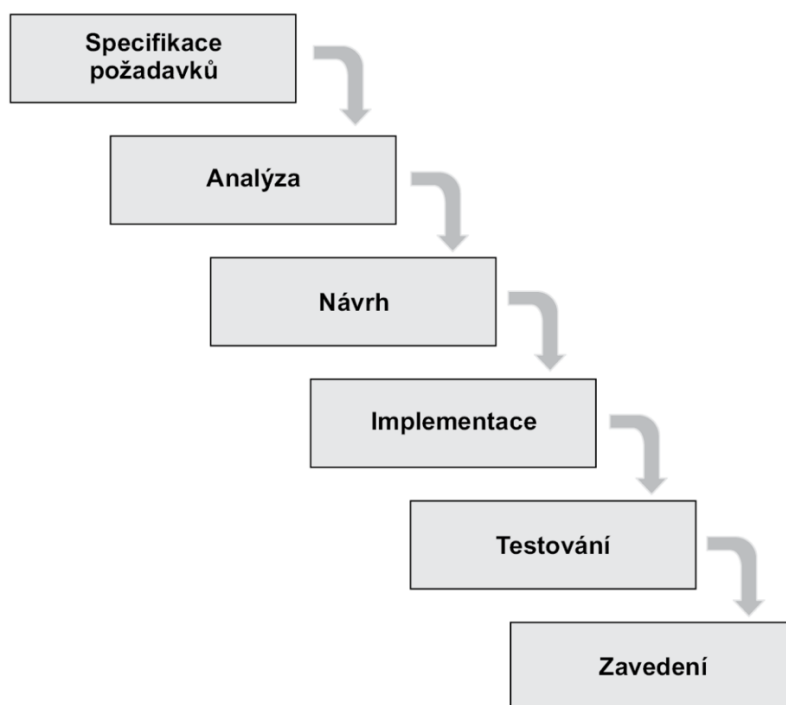 Specifikace
požadavků
Analýza
Návrh
Implementace
Testování
Zavedení